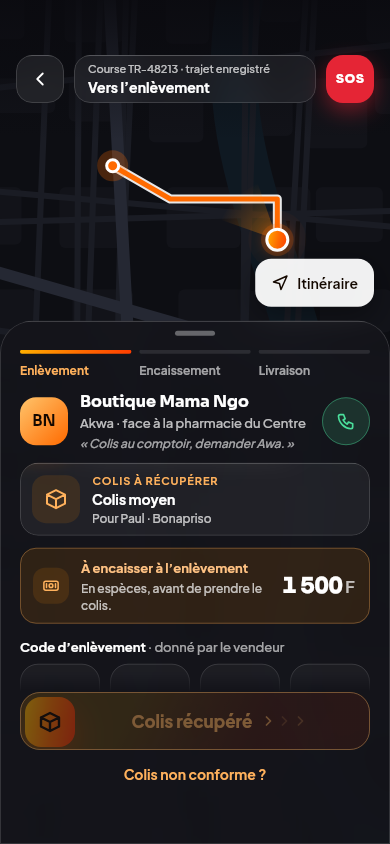 Course TR-48213 · trajet enregistré
Vers l’enlèvement
SOS
Itinéraire
Enlèvement
Encaissement
Livraison
BN
Boutique Mama Ngo
Akwa · face à la pharmacie du Centre
« Colis au comptoir, demander Awa. »
COLIS À RÉCUPÉRER
Colis moyen
Pour Paul · Bonapriso
À encaisser à l’enlèvement
En espèces, avant de prendre le
colis.
1 500 F
Code d’enlèvement · donné par le vendeur
Colis récupéré
Colis non conforme ?